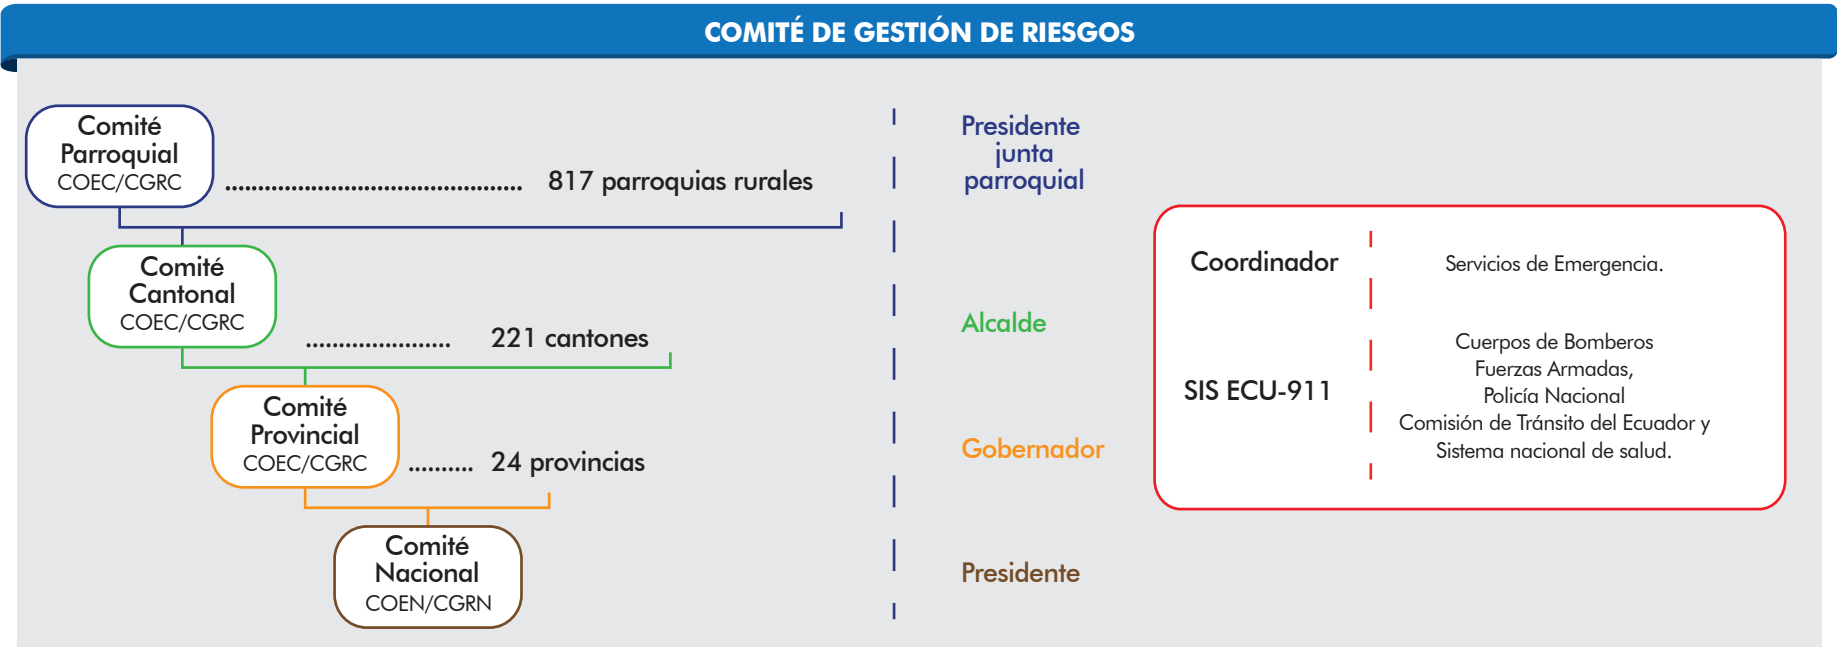 COMITÉ DE GESTIÓN DE RIESGOS
Comité
Parroquial
COEC/CGRC
............................................. 817 parroquias rurales
Presidente
junta
parroquial
Comité
Cantonal
COEC/CGRC
...................... 221 cantones
Alcalde
Comité
Provincial
COEC/CGRC
.......... 24 provincias
Gobernador
Comité
Nacional
COEN/CGRN
Presidente
Coordinador
Servicios de Emergencia.
SIS ECU-911
Cuerpos de Bomberos
Fuerzas Armadas,
Policía Nacional
Comisión de Tránsito del Ecuador y
Sistema nacional de salud.